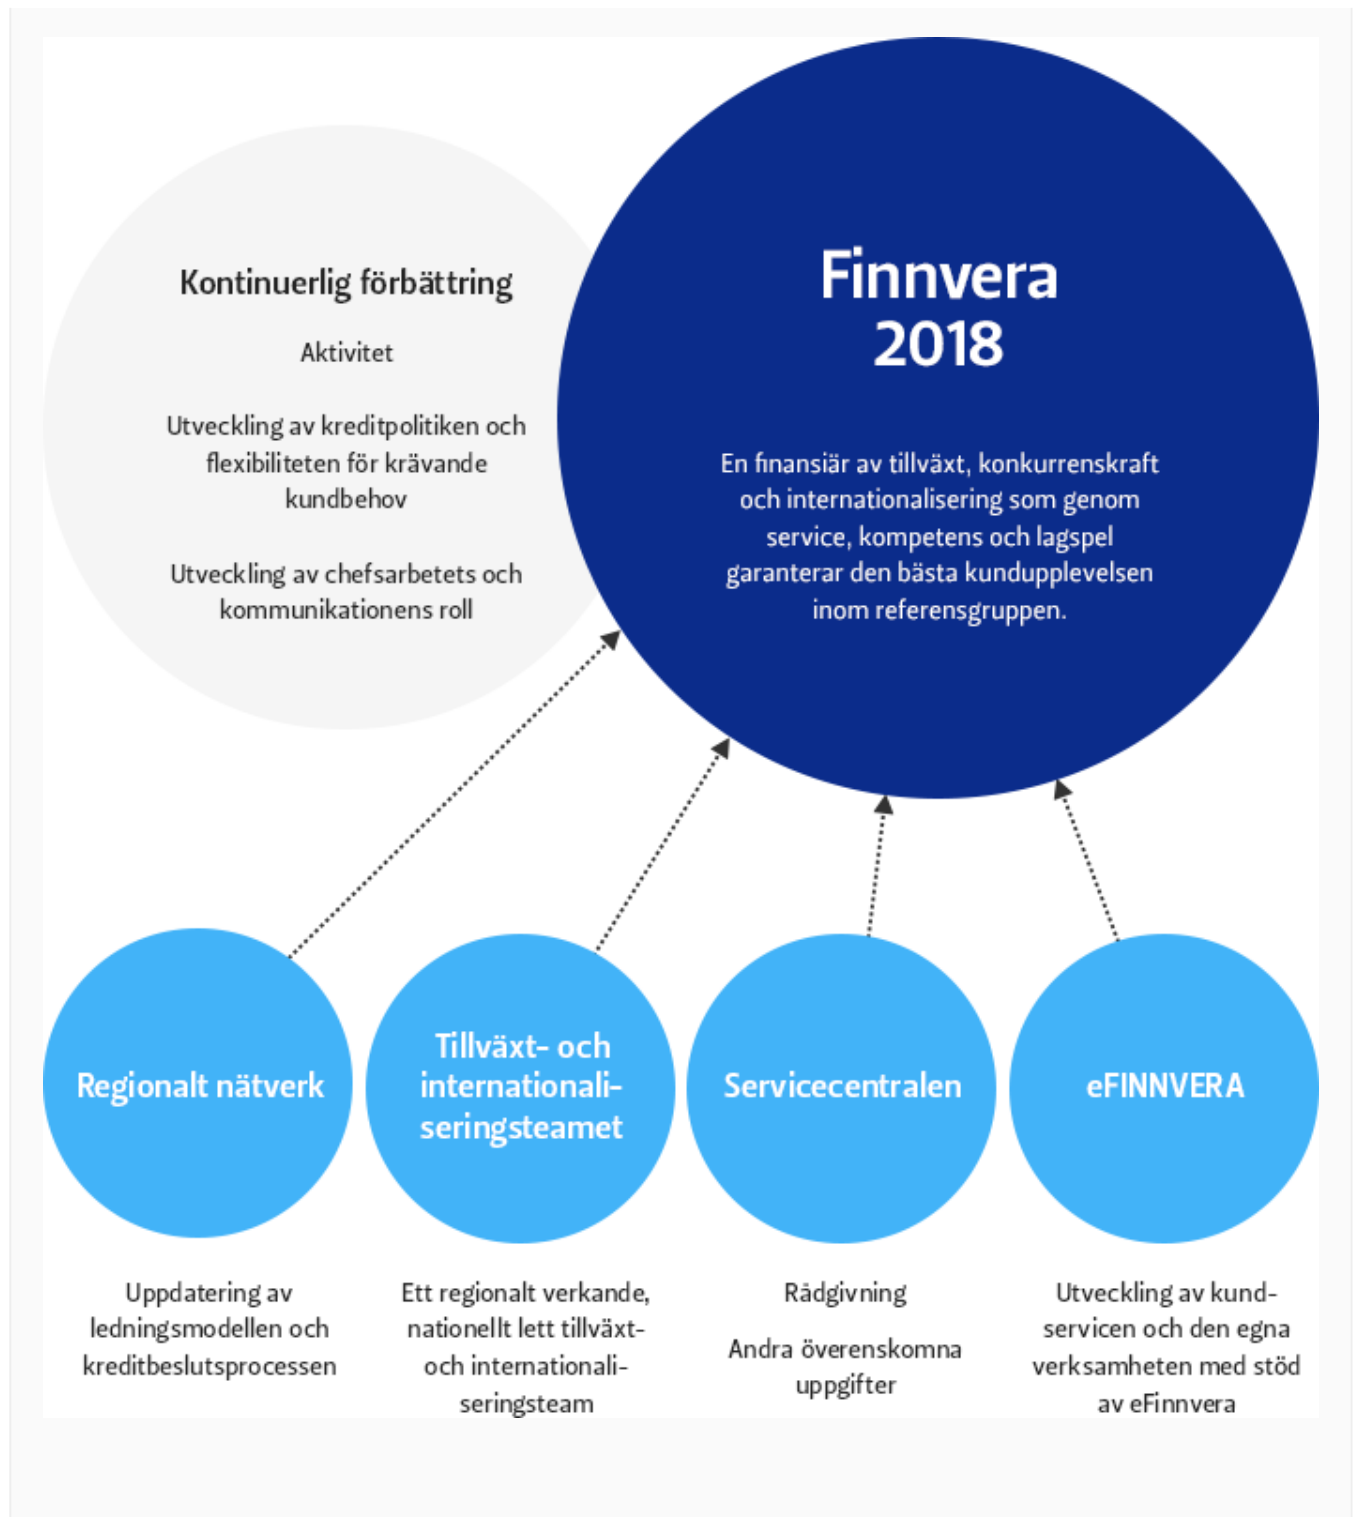 Kontinuerlig förbättring
Aktivitet
Utveckling av kreditpolitiken och
flexibiliteten för krävande
kundbehov
Utveckling av chefsarbetets och
kommunikationens roll
Finnvera
2018
En finansiär av tillväxt, konkurrenskraft
och internationalisering som genom
service, kompetens och lagspel
garanterar den bästa kundupplevelsen
inom referensgruppen.
Regionalt nätverk
Uppdatering av
ledningsmodellen och
kreditbeslutsprocessen
Tillväxt- och
internationali-
seringsteamet
Ett regionalt verkande,
nationellt lett tillväxt-
och internationali-
seringsteam
Servicecentralen
Rådgivning
Andra överenskomna
uppgifter
eFINNVERA
Utveckling av kund-
servicen och den egna
verksamheten med stöd
av eFinnvera